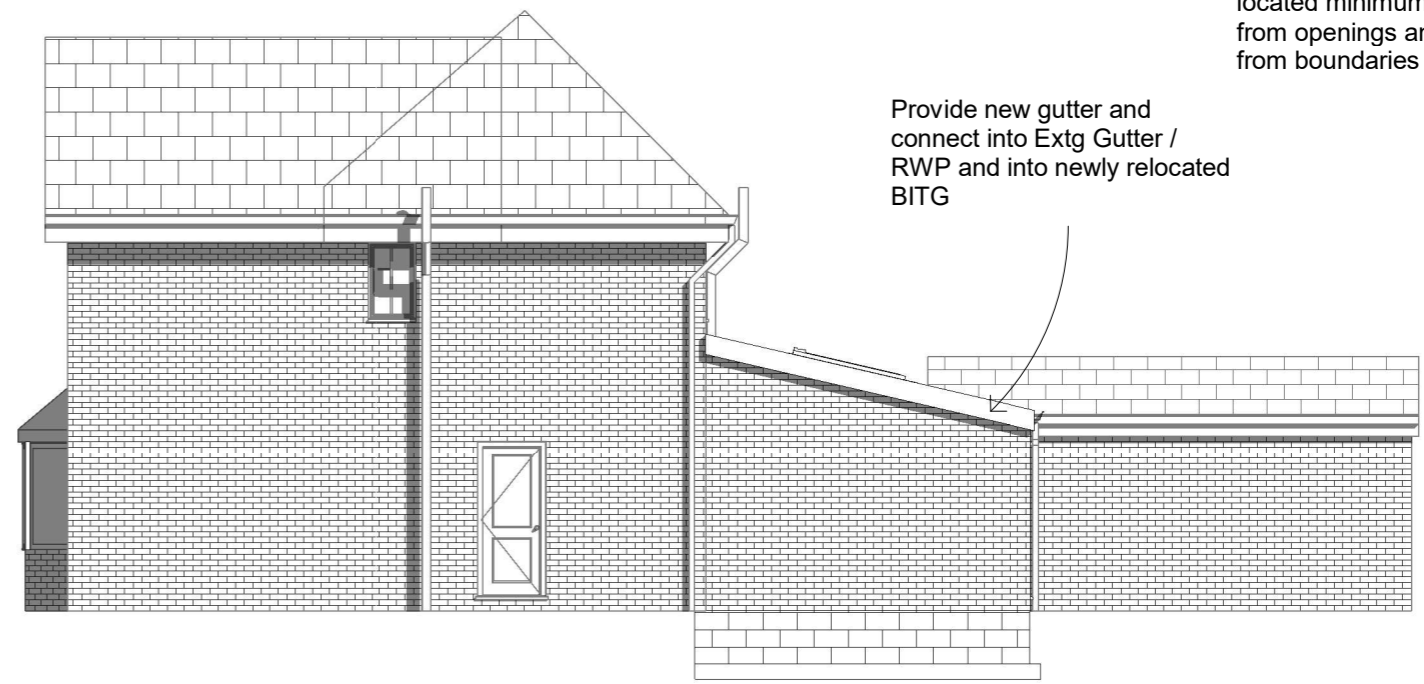 located minimum
from openings an
from boundaries
Provide new gutter and
connect into Extg Gutter /
RWP and into newly relocated
BITG